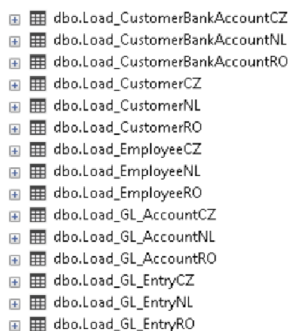 dbo.Load_CustomerBankAccountCZ
dbo.Load_CustomerBankAccountNL
dbo.Load_CustomerBankAccountRO
dbo.Load_CustomerCZ
dbo.Load_CustomerNL
dbo.Load_CustomerRO
dbo.Load_EmployeeCZ
dbo.Load_EmployeeNL
dbo.Load_EmployeeRO
dbo.Load_GL_AccountCZ
dbo.Load_GL_AccountNL
dbo.Load_GL_AccountRO
dbo.Load_GL_EntryCZ
dbo.Load_GL_EntryNL
dbo.Load_GL_EntryRO